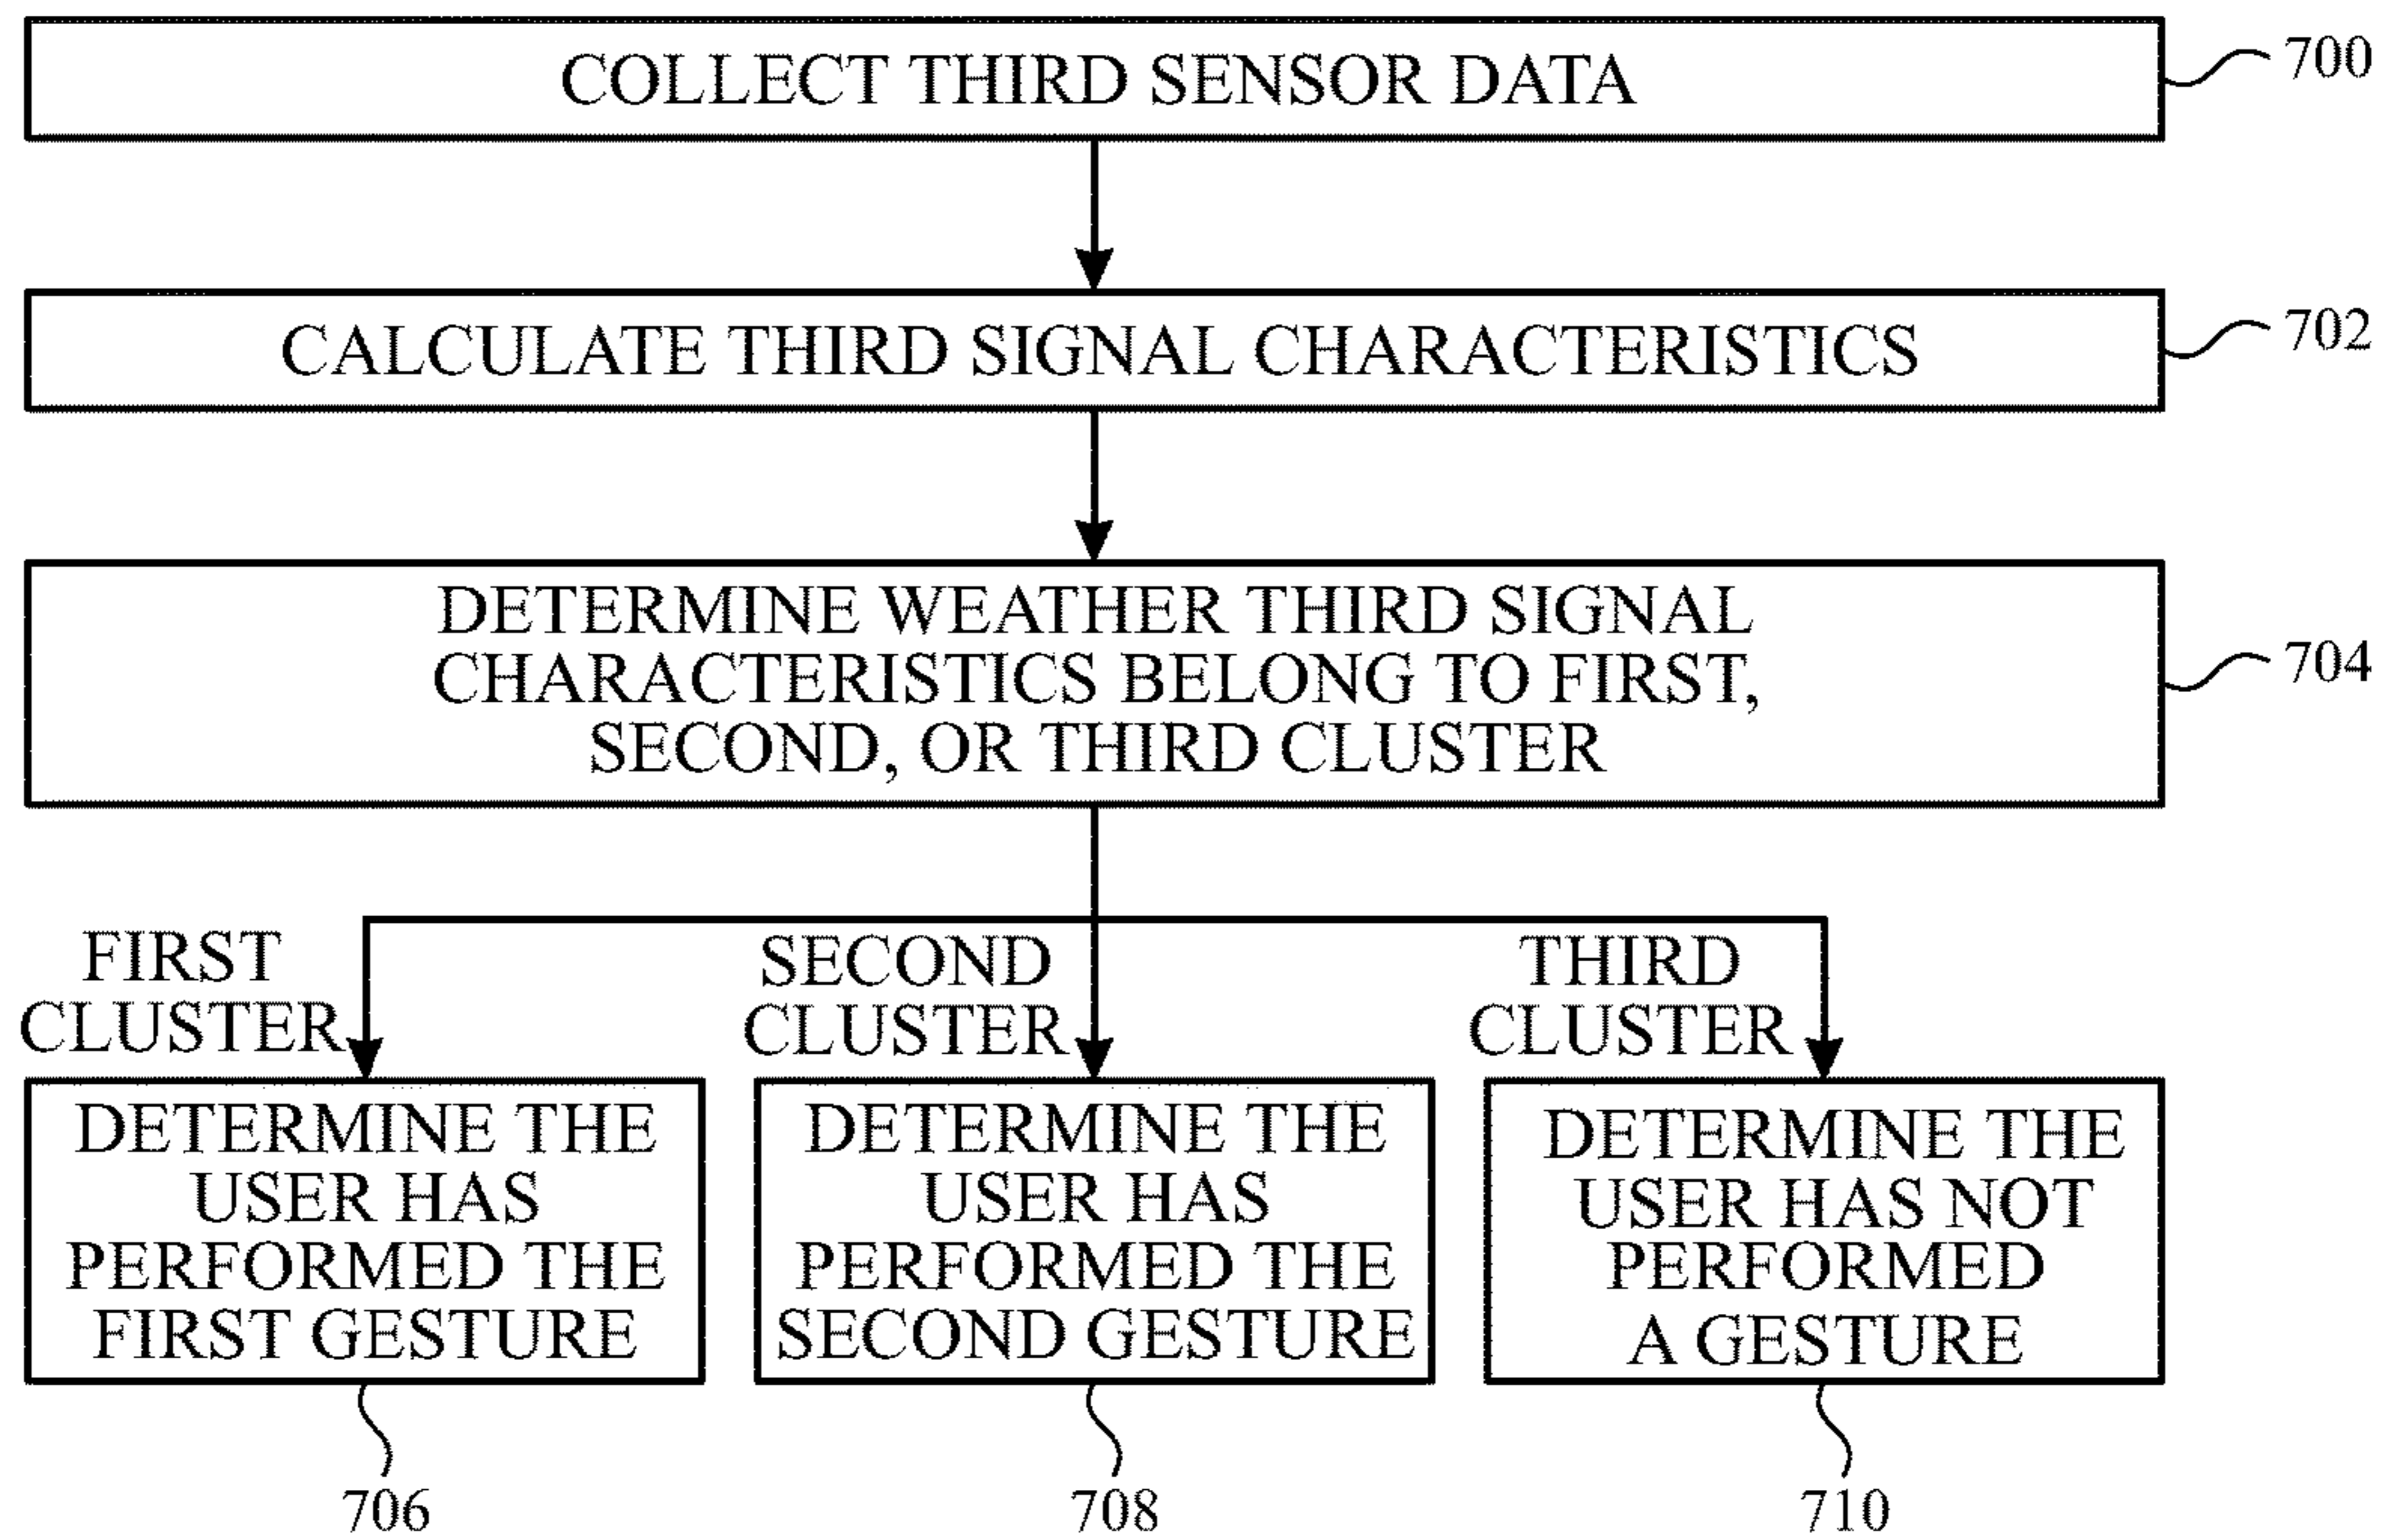 COLLECT THIRD SENSOR DATA
700
CALCULATE THIRD SIGNAL CHARACTERISTICS
702
DETERMINE WEATHER THIRD SIGNAL
CHARACTERISTICS BELONG TO FIRST,
SECOND, OR THIRD CLUSTER
704
FIRST
CLUSTER
SECOND
CLUSTER
THIRD
CLUSTER
DETERMINE THE
USER HAS
PERFORMED THE
FIRST GESTURE
706
DETERMINE THE
USER HAS
PERFORMED THE
SECOND GESTURE
708
DETERMINE THE
USER HAS NOT
PERFORMED
A GESTURE
710